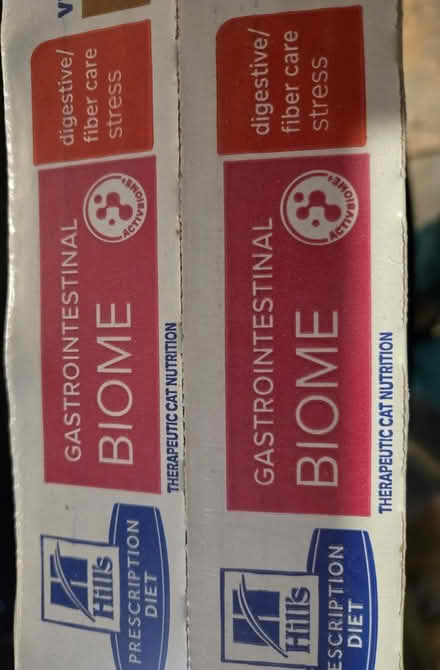 Hill's
PRESCRIPTION
DIET
GASTROINTESTINAL
BIOME
ACTIVBIOME+
digestive/
fiber care
stress
THERAPEUTIC CAT NUTRITION
Hill's
ESCRIPTION
DIET
GASTROINTESTINAL
BIOME
ACTIVBIOME+
digestive/
fiber care
stress
THERAPEUTIC CAT NUTRITION